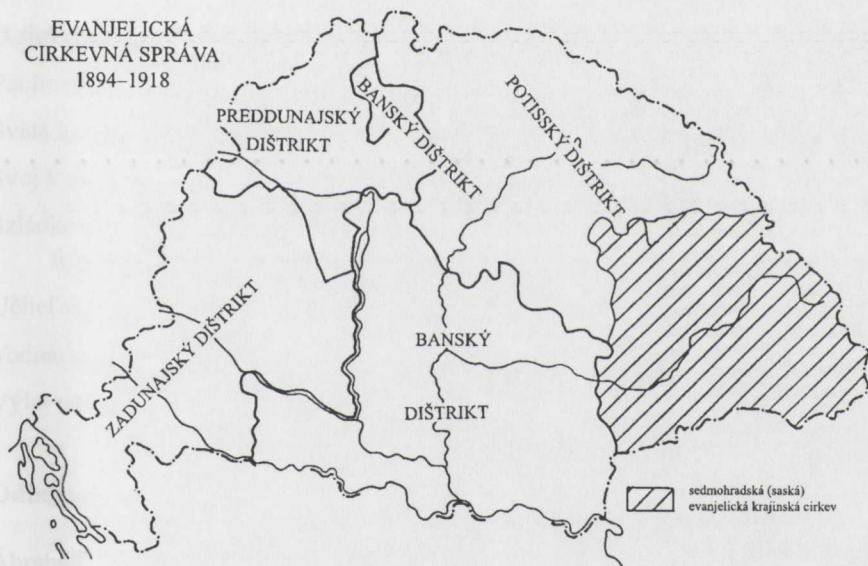 EVANJELICKÁ
CIRKEVNÁ SPRÁVA
1894–1918
PREDDUNAJSKÝ
DIŠTRIKT
BANSKÝ DIŠTRIKT
POTISSKÝ DIŠTRIKT
ZADUNAJSKÝ DIŠTRIKT
BANSKÝ
DIŠTRIKT
sedmohradská (saská)
evanjelická krajinská cirkev